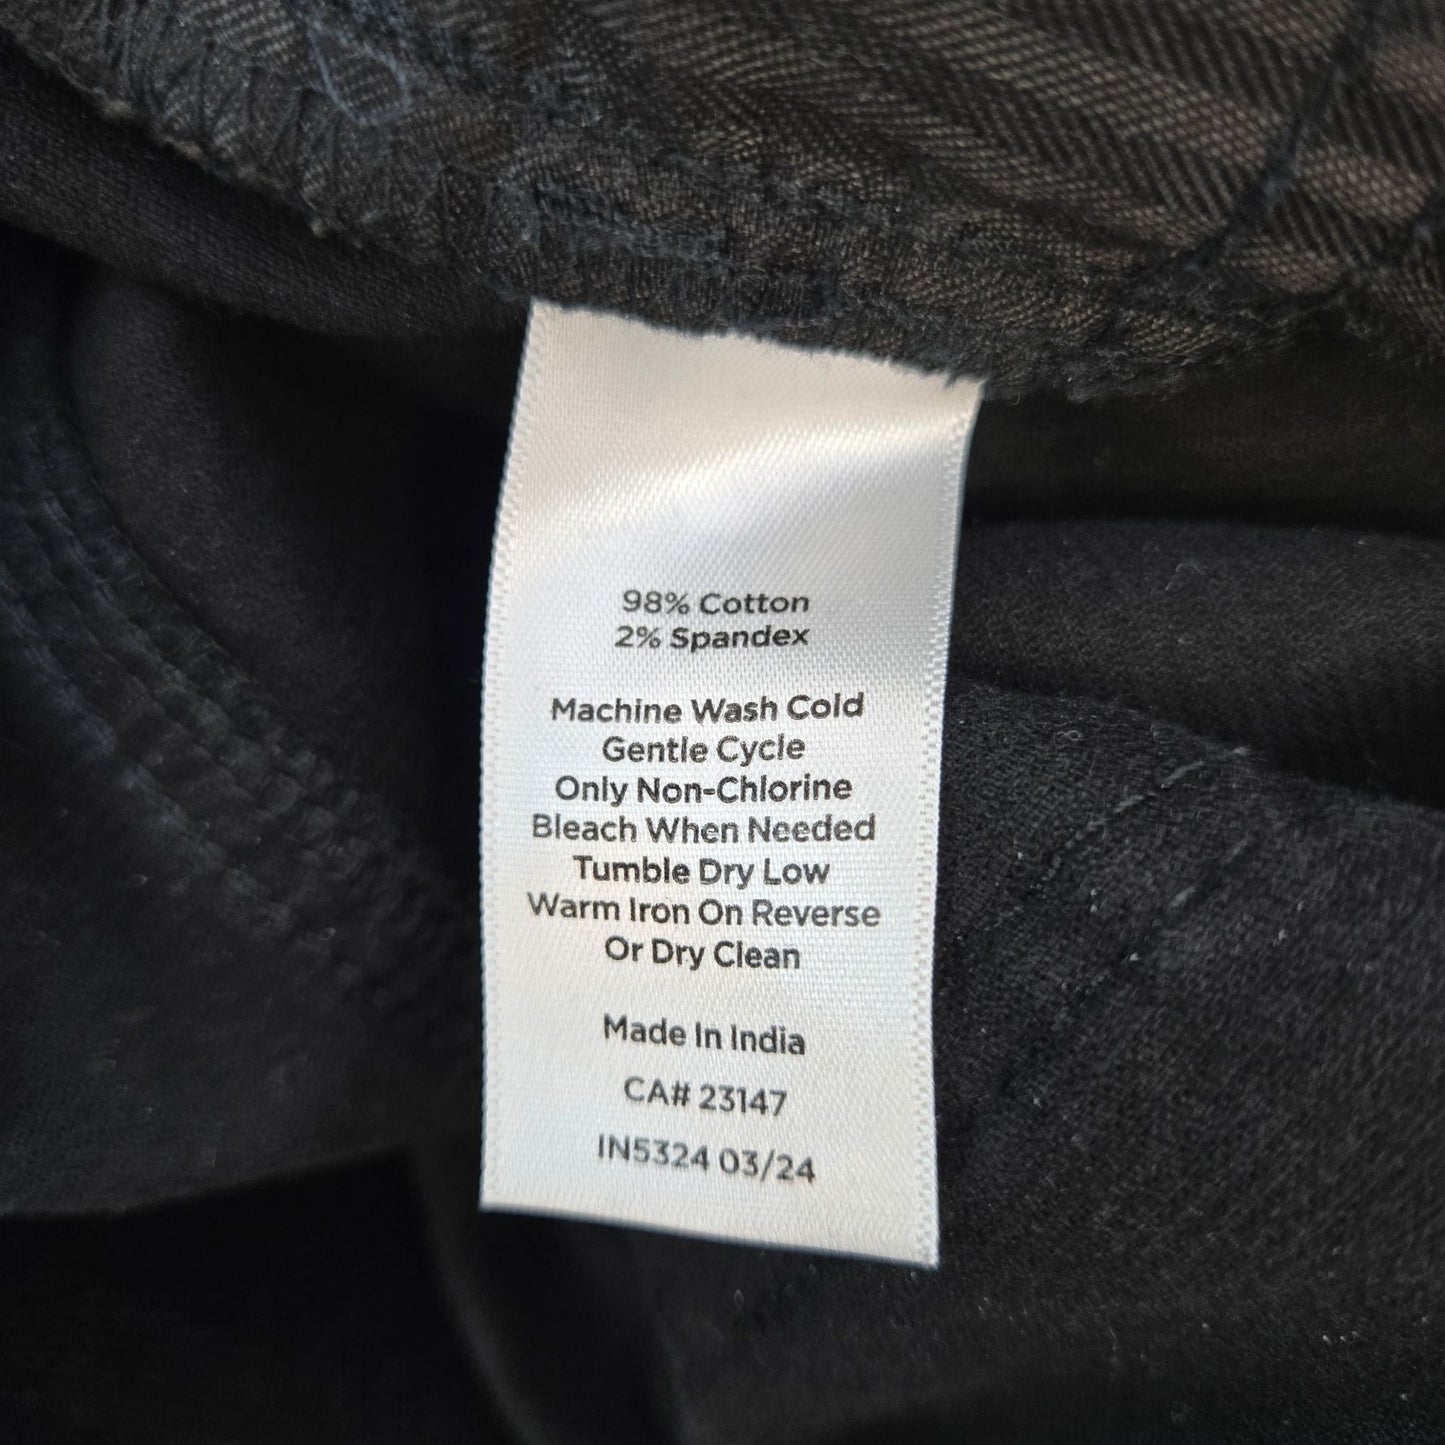 98% Cotton
2% Spandex
Machine Wash Cold
Gentle Cycle
Only Non-Chlorine
Bleach When Needed
Tumble Dry Low
Warm Iron On Reverse
Or Dry Clean
Made In India
CA# 23147
IN5324 03/24